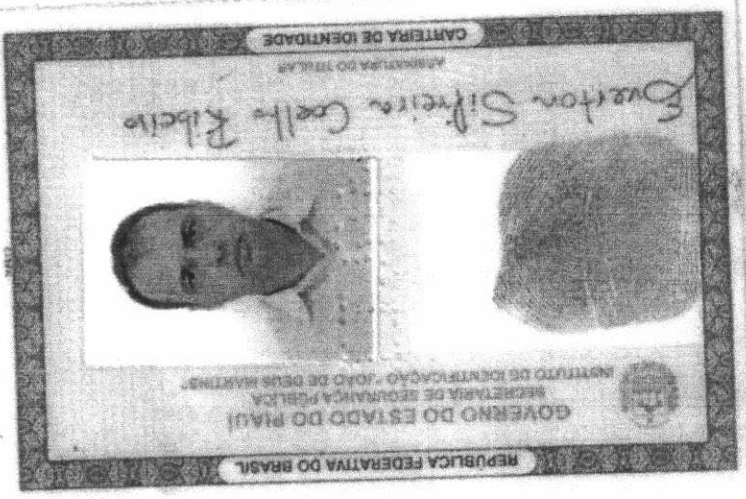 REPÚBLICA FEDERATIVA DO BRASIL
GOVERNO DO ESTADO DO PIAUÍ
SECRETARIA DE SEGURANÇA PÚBLICA
INSTITUTO DE IDENTIFICAÇÃO "JOÃO DE DEUS MARTINS"
Everton Silveira Coelho Ribeiro
ASSINATURA DO TITULAR
CARTEIRA DE IDENTIDADE